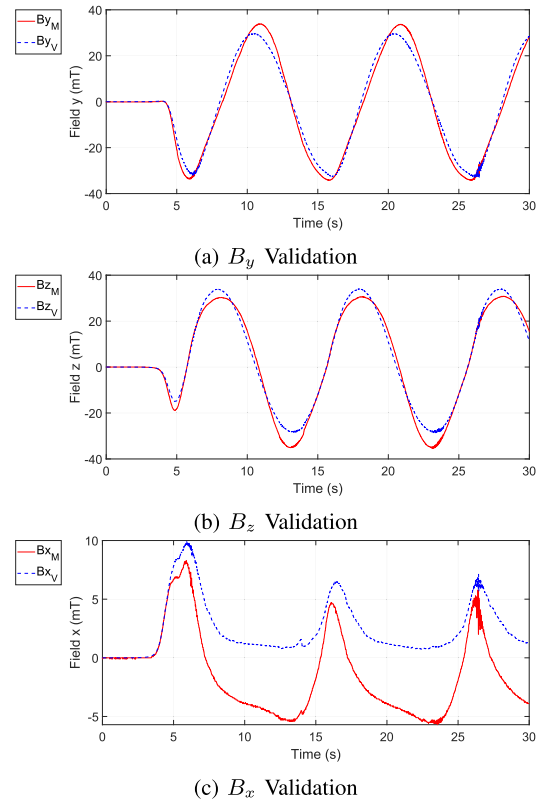 By_M
By_V
40
20
0
-20
-40
Field y (mT)
0 5 10 15 20 25 30
Time (s)
(a) B_y Validation
Bz_M
Bz_V
40
20
0
-20
-40
Field z (mT)
0 5 10 15 20 25 30
Time (s)
(b) B_z Validation
Bx_M
Bx_V
10
5
0
-5
Field x (mT)
0 5 10 15 20 25 30
Time (s)
(c) B_x Validation